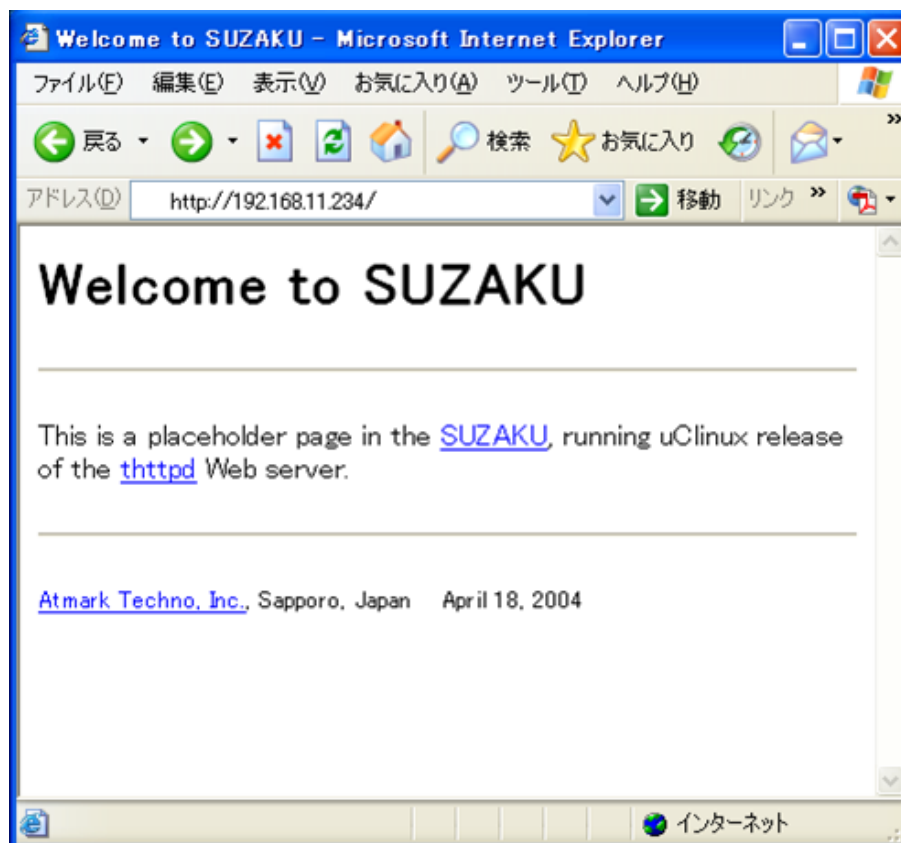 Welcome to SUZAKU - Microsoft Internet Explorer
ファイル(F) 編集(E) 表示(V) お気に入り(A) ツール(T) ヘルプ(H)
戻る 検索 お気に入り »
アドレス(D) http://192.168.11.234/ 移動 リンク »
Welcome to SUZAKU
This is a placeholder page in the SUZAKU, running uClinux release
of the thttpd Web server.
Atmark Techno, Inc., Sapporo, Japan April 18, 2004
インターネット